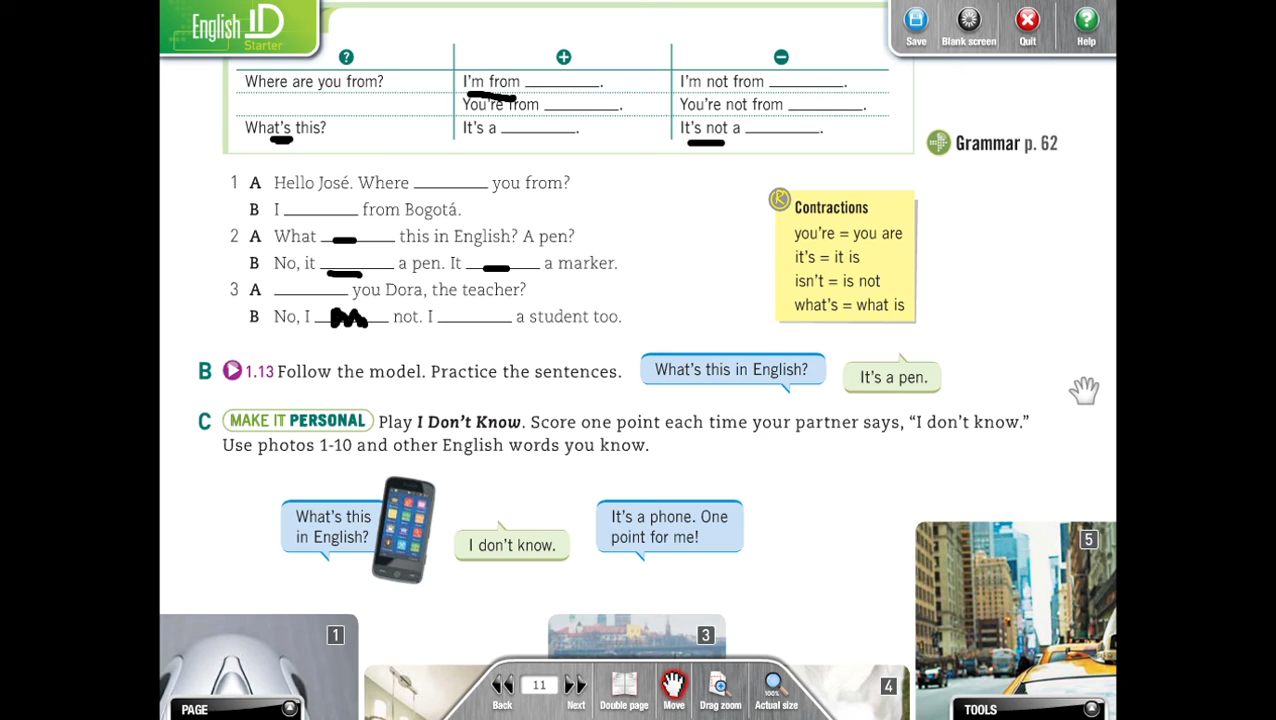 English iD
Starter
Save Blank screen Quit Help
? + -
Where are you from? I'm from ________. I'm not from ________.
You're from ________. You're not from ________.
What's this? It's a ________. It's not a ________.
Grammar p. 62
1 A Hello José. Where ________ you from?
B I ________ from Bogotá.
2 A What ________ this in English? A pen?
B No, it ________ a pen. It ________ a marker.
3 A ________ you Dora, the teacher?
B No, I ________ not. I ________ a student too.
R
Contractions
you're = you are
it's = it is
isn't = is not
what's = what is
B 1.13 Follow the model. Practice the sentences.
What's this in English?
It's a pen.
C MAKE IT PERSONAL Play I Don't Know. Score one point each time your partner says, “I don't know.”
Use photos 1-10 and other English words you know.
What's this
in English?
I don't know.
It's a phone. One
point for me!
5
1
3
4
11
Back Next Double page Move Drag zoom 100% Actual size
PAGE
TOOLS